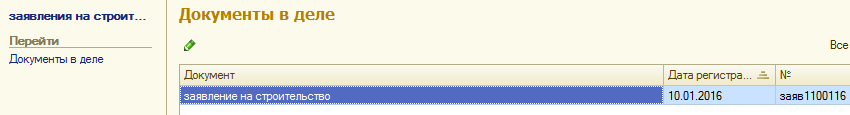 заявления на строит...
Перейти
Документы в деле
Документы в деле
Все
Документ Дата регистра... №
заявление на строительство 10.01.2016 заяв1100116